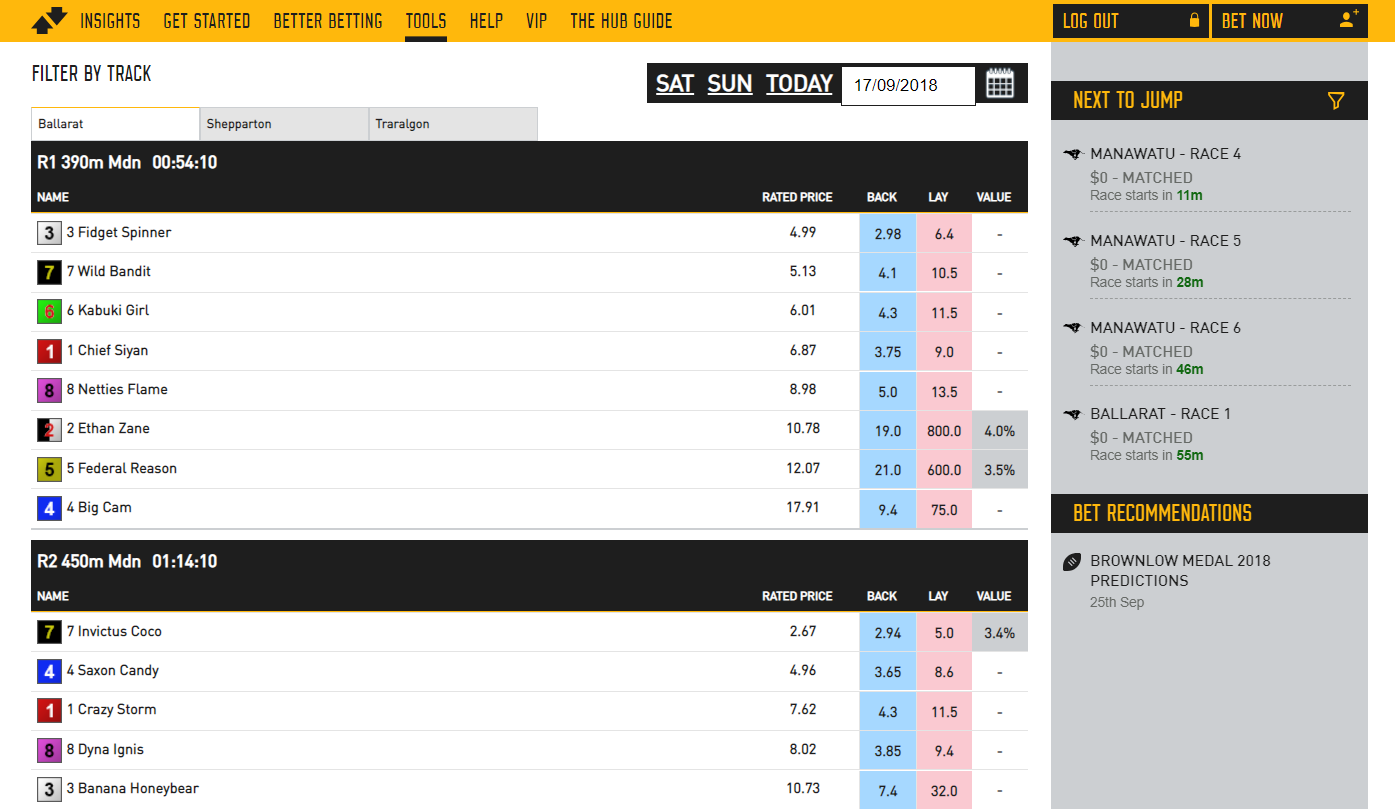 INSIGHTS GET STARTED BETTER BETTING TOOLS HELP VIP THE HUB GUIDE LOG OUT BET NOW
FILTER BY TRACK
SAT SUN TODAY 17/09/2018
Ballarat Shepparton Traralgon
R1 390m Mdn 00:54:10
NAME RATED PRICE BACK LAY VALUE
3 3 Fidget Spinner 4.99 2.98 6.4 -
7 7 Wild Bandit 5.13 4.1 10.5 -
6 6 Kabuki Girl 6.01 4.3 11.5 -
1 1 Chief Siyan 6.87 3.75 9.0 -
8 8 Netties Flame 8.98 5.0 13.5 -
2 2 Ethan Zane 10.78 19.0 800.0 4.0%
5 5 Federal Reason 12.07 21.0 600.0 3.5%
4 4 Big Cam 17.91 9.4 75.0 -
R2 450m Mdn 01:14:10
NAME RATED PRICE BACK LAY VALUE
7 7 Invictus Coco 2.67 2.94 5.0 3.4%
4 4 Saxon Candy 4.96 3.65 8.6 -
1 1 Crazy Storm 7.62 4.3 11.5 -
8 8 Dyna Ignis 8.02 3.85 9.4 -
3 3 Banana Honeybear 10.73 7.4 32.0 -
NEXT TO JUMP
MANAWATU - RACE 4
$0 - MATCHED
Race starts in 11m
MANAWATU - RACE 5
$0 - MATCHED
Race starts in 28m
MANAWATU - RACE 6
$0 - MATCHED
Race starts in 46m
BALLARAT - RACE 1
$0 - MATCHED
Race starts in 55m
BET RECOMMENDATIONS
BROWNLOW MEDAL 2018
PREDICTIONS
25th Sep